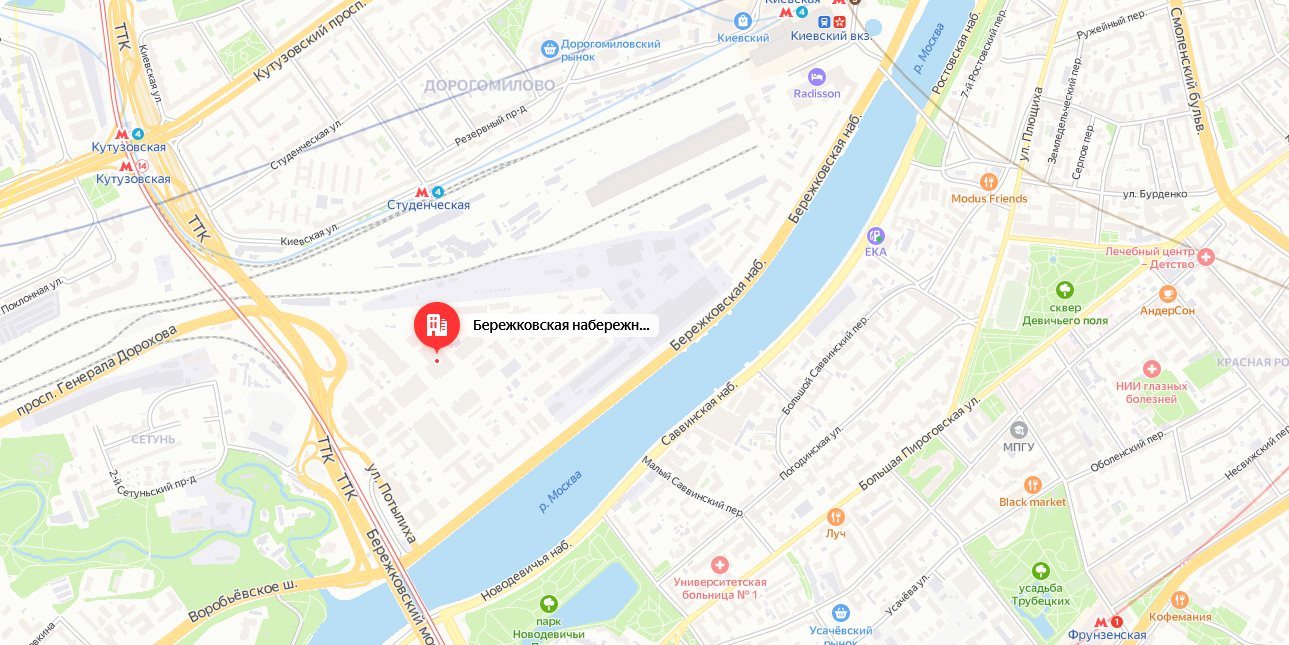 Киевская
4
Киевский
Киевский вкз.
Ружейный пер.
Смоленский бульв.
р. Москва
Ростовская наб.
7-й Ростовский пер.
ТТК
Киевская ул.
Кутузовский просп.
Дорогомиловский
рынок
ДОРОГОМИЛОВО
Radisson
ул. Плющиха
Земледельческий пер.
Серпов пер.
Резервный пр-д
Студенческая ул.
4
Кутузовская
14
Кутузовская
4
Студенческая
Бережковская наб.
Modus Friends
ул. Бурденко
ТТК
Киевская ул.
ЕКА
Лечебный центр
– Детство
Поклонная ул.
Бережковская наб.
сквер
Девичьего поля
АндерСон
Бережковская набережн...
просп. Генерала Дорохова
Большой Саввинский пер.
КРАСНАЯ РО
НИИ глазных
болезней
Саввинская наб.
Большая Пироговская ул.
СЕТУНЬ
МПГУ
ТТК
ТТК
Погодинская ул.
Оболенский пер.
Несвижский пер.
2-й Сетуньский пр-д
ул. Потылиха
р. Москва
Малый Саввинский пер.
Black market
Луч
Бережковский мо
Новодевичья наб.
Университетская
больница № 1
Усачёва ул.
усадьба
Трубецких
Воробьёвское ш.
парк
Новодевичьи
Усачёвский
рынок
1
Фрунзенская
Кофемания